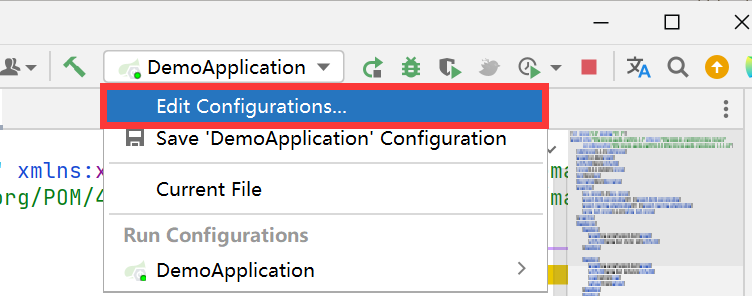 DemoApplication
Edit Configurations...
Save 'DemoApplication' Configuration
" xmlns:x
ma
org/POM/4
ma
Current File
Run Configurations
DemoApplication